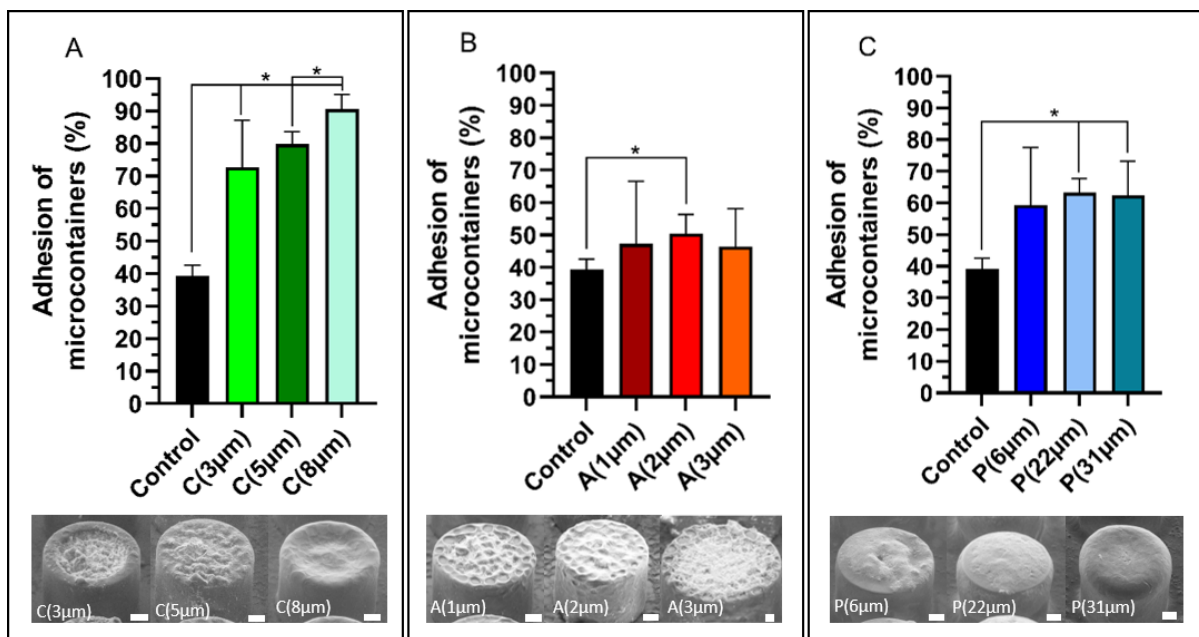 A
Adhesion of
microcontainers (%)
100
90
80
70
60
50
40
30
20
10
0
*
*
Control
C(3µm)
C(5µm)
C(8µm)
C(3µm)
C(5µm)
C(8µm)
B
Adhesion of
microcontainers (%)
100
90
80
70
60
50
40
30
20
10
0
*
Control
A(1µm)
A(2µm)
A(3µm)
A(1µm)
A(2µm)
A(3µm)
C
Adhesion of
microcontainers (%)
100
90
80
70
60
50
40
30
20
10
0
*
Control
P(6µm)
P(22µm)
P(31µm)
P(6µm)
P(22µm)
P(31µm)